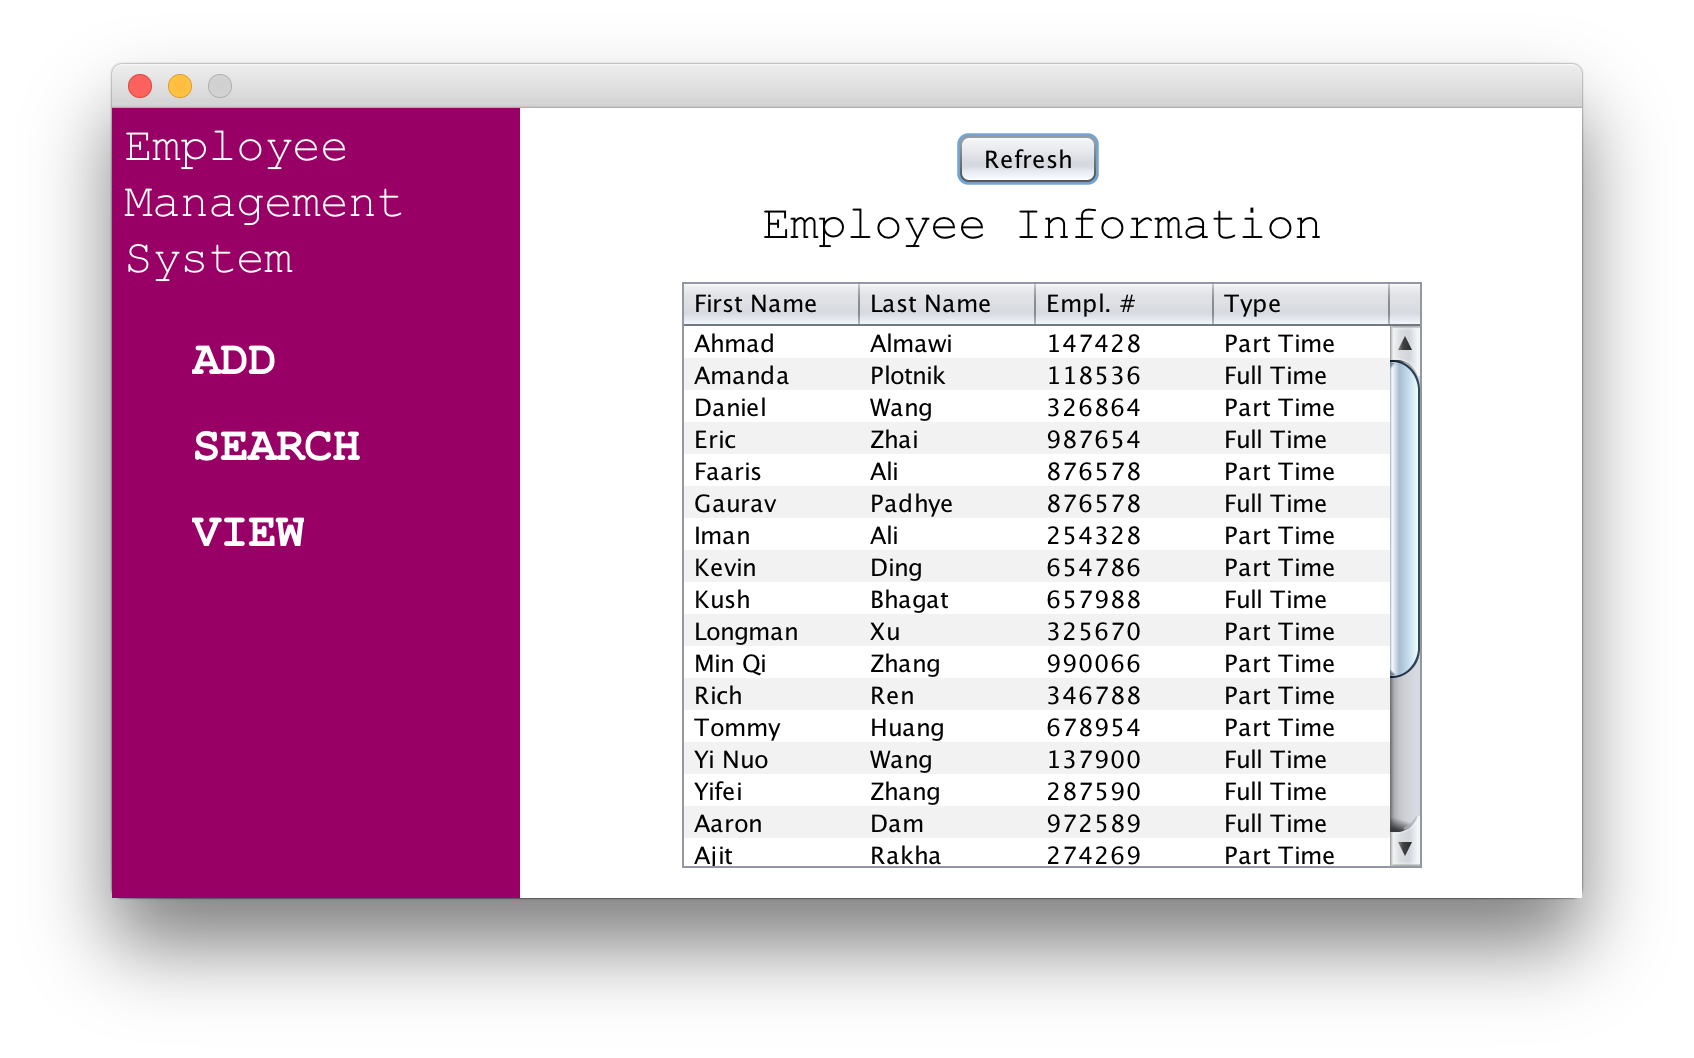 Employee
Management
System
ADD
SEARCH
VIEW
Refresh
Employee Information
First Name Last Name Empl. # Type
Ahmad Almawi 147428 Part Time
Amanda Plotnik 118536 Full Time
Daniel Wang 326864 Part Time
Eric Zhai 987654 Full Time
Faaris Ali 876578 Part Time
Gaurav Padhye 876578 Full Time
Iman Ali 254328 Part Time
Kevin Ding 654786 Part Time
Kush Bhagat 657988 Full Time
Longman Xu 325670 Part Time
Min Qi Zhang 990066 Part Time
Rich Ren 346788 Part Time
Tommy Huang 678954 Part Time
Yi Nuo Wang 137900 Full Time
Yifei Zhang 287590 Full Time
Aaron Dam 972589 Full Time
Ajit Rakha 274269 Part Time